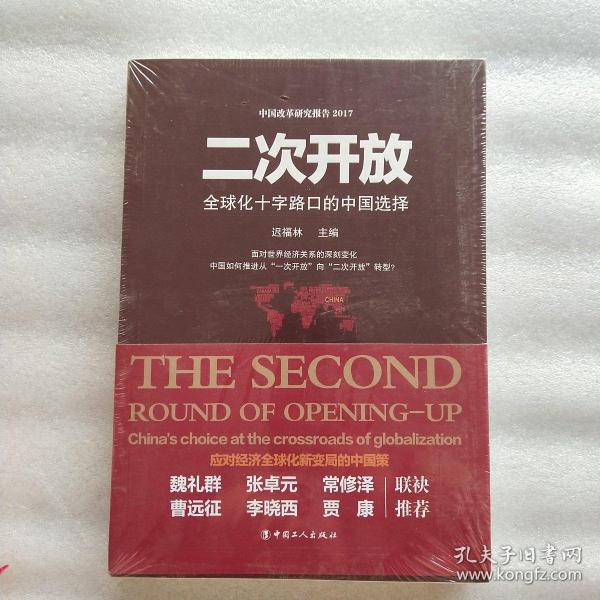 中国改革研究报告2017
二次开放
全球化十字路口的中国选择
迟福林 主编
面对世界经济关系的深刻变化
中国如何推进从“一次开放”向“二次开放”转型?
CHINA
THE SECOND
ROUND OF OPENING-UP
China's choice at the crossroads of globalization
应对经济全球化新变局的中国策
魏礼群 张卓元 常修泽 联袂
曹远征 李晓西 贾康 推荐
中国工人出版社
孔夫子旧书网
www.kongfz.com